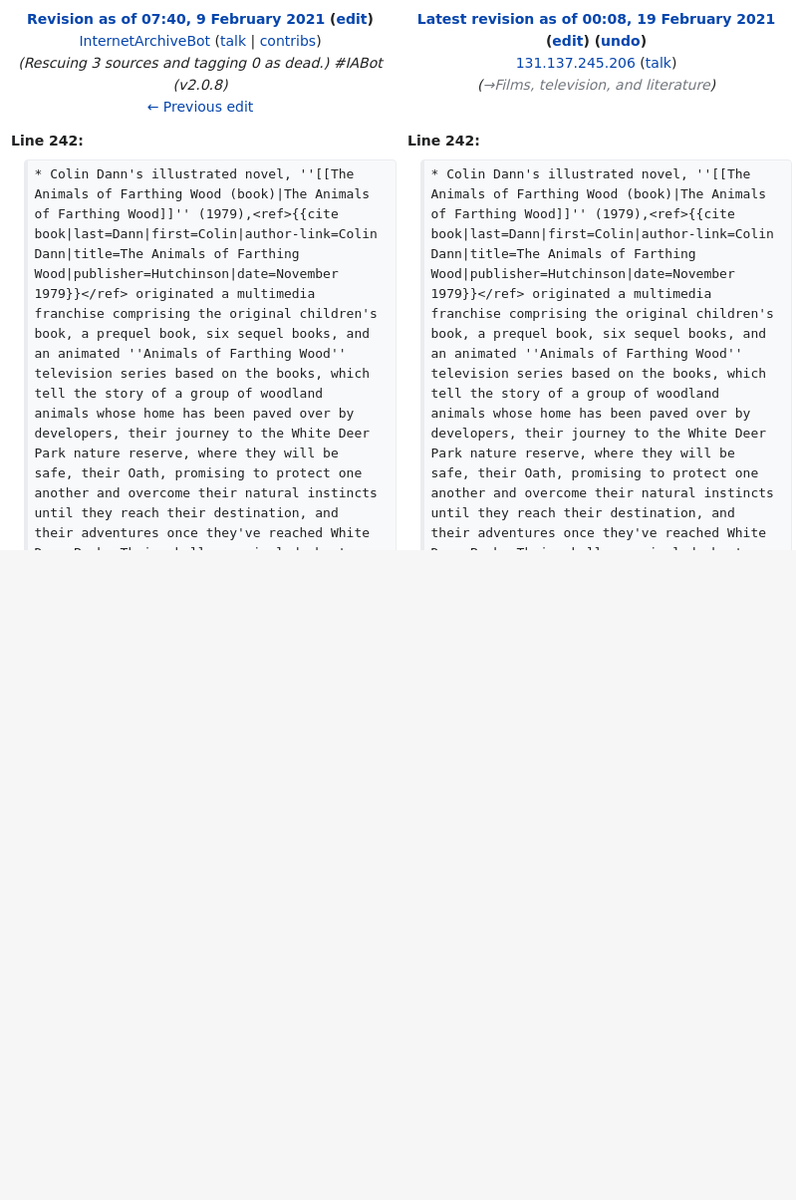 Revision as of 07:40, 9 February 2021 (edit)
InternetArchiveBot (talk | contribs)
(Rescuing 3 sources and tagging 0 as dead.) #IABot
(v2.0.8)
← Previous edit
Line 242:
* Colin Dann's illustrated novel, ''[[The
Animals of Farthing Wood (book)|The Animals
of Farthing Wood]]'' (1979),<ref>{{cite
book|last=Dann|first=Colin|author-link=Colin
Dann|title=The Animals of Farthing
Wood|publisher=Hutchinson|date=November
1979}}</ref> originated a multimedia
franchise comprising the original children's
book, a prequel book, six sequel books, and
an animated ''Animals of Farthing Wood''
television series based on the books, which
tell the story of a group of woodland
animals whose home has been paved over by
developers, their journey to the White Deer
Park nature reserve, where they will be
safe, their Oath, promising to protect one
another and overcome their natural instincts
until they reach their destination, and
their adventures once they've reached White
Latest revision as of 00:08, 19 February 2021
(edit) (undo)
131.137.245.206 (talk)
(→Films, television, and literature)
Line 242:
* Colin Dann's illustrated novel, ''[[The
Animals of Farthing Wood (book)|The Animals
of Farthing Wood]]'' (1979),<ref>{{cite
book|last=Dann|first=Colin|author-link=Colin
Dann|title=The Animals of Farthing
Wood|publisher=Hutchinson|date=November
1979}}</ref> originated a multimedia
franchise comprising the original children's
book, a prequel book, six sequel books, and
an animated ''Animals of Farthing Wood''
television series based on the books, which
tell the story of a group of woodland
animals whose home has been paved over by
developers, their journey to the White Deer
Park nature reserve, where they will be
safe, their Oath, promising to protect one
another and overcome their natural instincts
until they reach their destination, and
their adventures once they've reached White